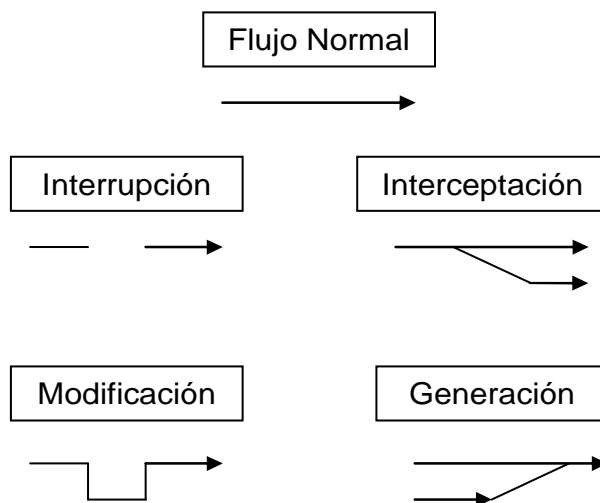 Flujo Normal
Interrupción
Interceptación
Modificación
Generación